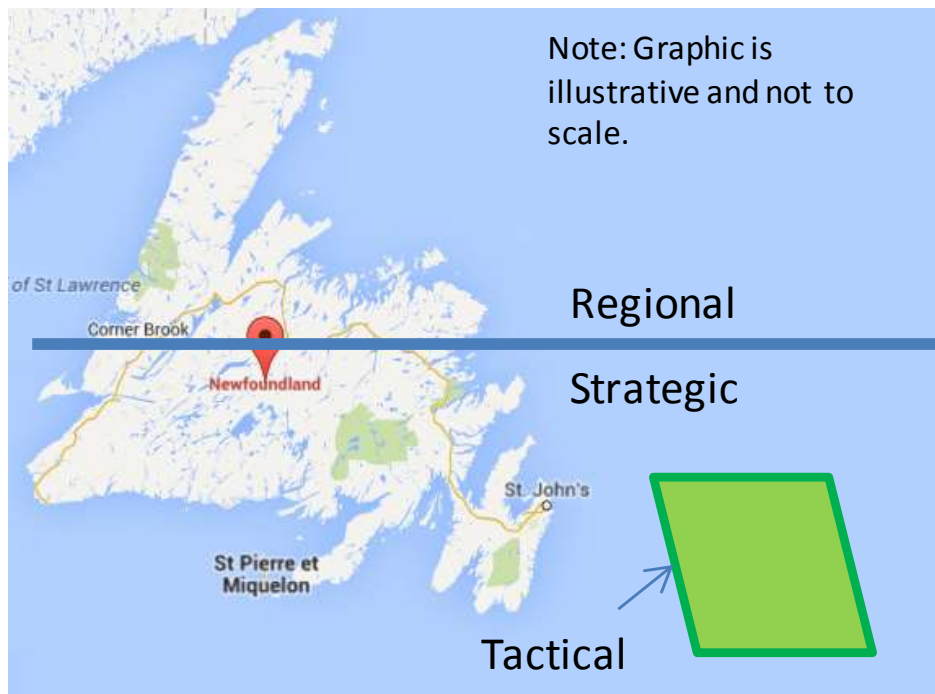 Note: Graphic is
illustrative and not to
scale.
of St Lawrence
Regional
Corner Brook
Newfoundland
Strategic
St. John's
St Pierre et
Miquelon
Tactical